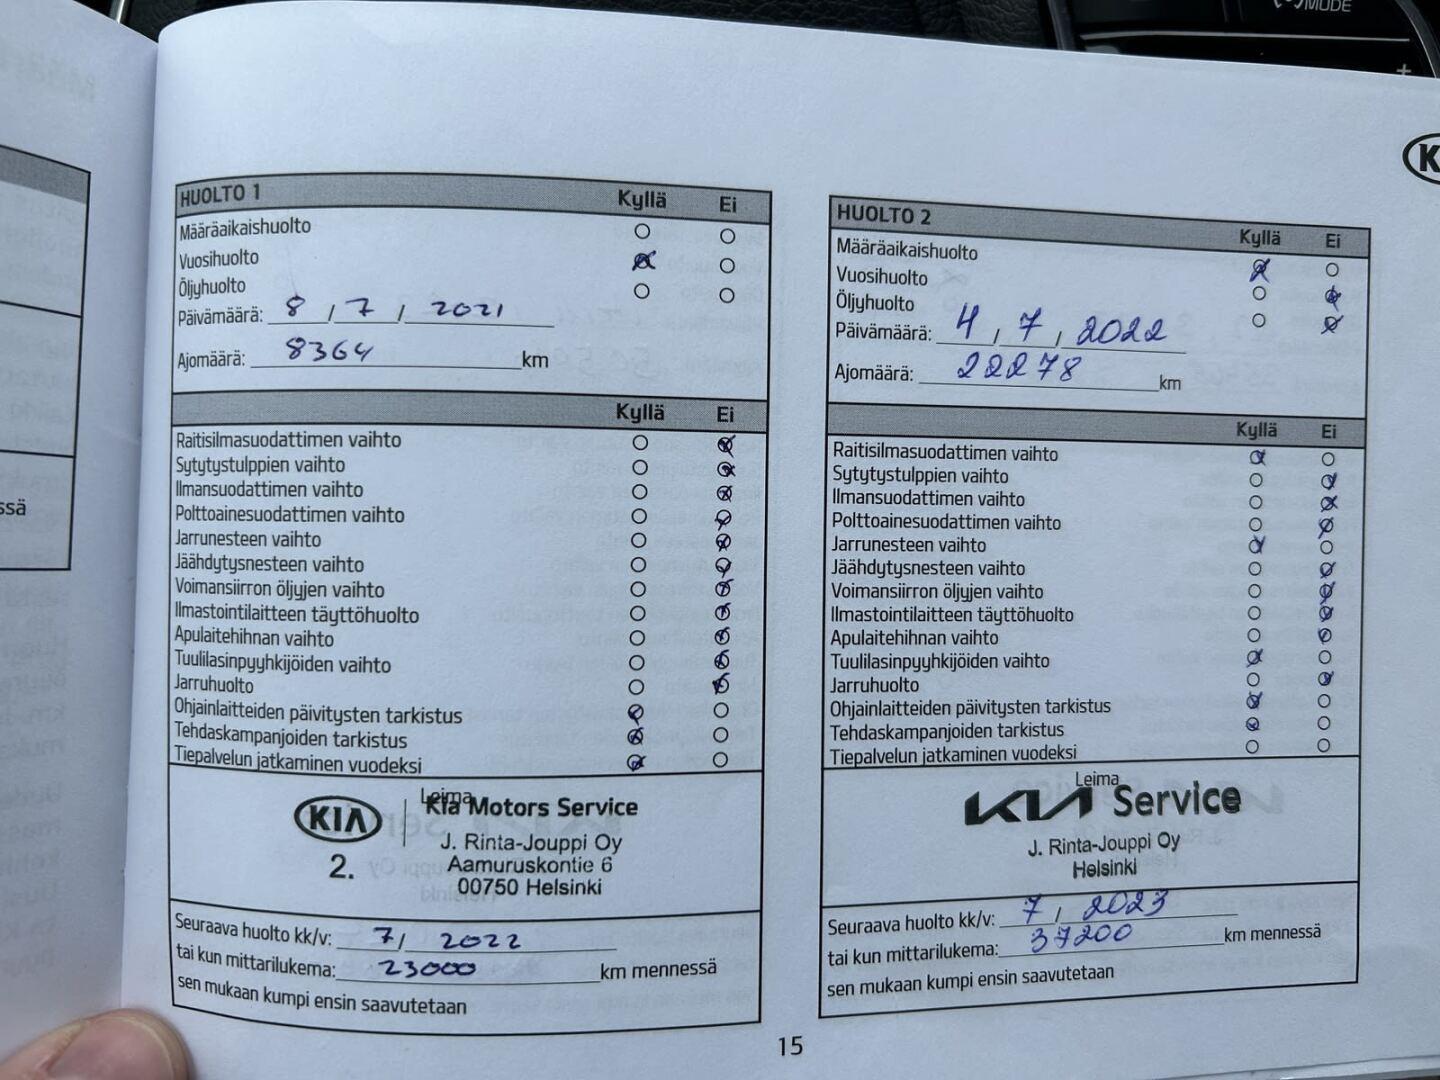 MODE
+
ssä
HUOLTO 1 Kyllä Ei
Määräaikaishuolto
Vuosihuolto
Öljyhuolto
Päivämäärä: 8 / 7 / 2021
Ajomäärä: 8364 km
Kyllä Ei
Raitisilmasuodattimen vaihto
Sytytystulppien vaihto
Ilmansuodattimen vaihto
Polttoainesuodattimen vaihto
Jarrunesteen vaihto
Jäähdytysnesteen vaihto
Voimansiirron öljyjen vaihto
Ilmastointilaitteen täyttöhuolto
Apulaitehihnan vaihto
Tuulilasinpyyhkijöiden vaihto
Jarruhuolto
Ohjainlaitteiden päivitysten tarkistus
Tehdaskampanjoiden tarkistus
Tiepalvelun jatkaminen vuodeksi
Leima
KIA Kia Motors Service
J. Rinta-Jouppi Oy
2. Aamuruskontie 6
00750 Helsinki
Seuraava huolto kk/v: 7 / 2022
tai kun mittarilukema: 23000 km mennessä
sen mukaan kumpi ensin saavutetaan
HUOLTO 2 Kyllä Ei
Määräaikaishuolto
Vuosihuolto
Öljyhuolto
Päivämäärä: 4 / 7 / 2022
Ajomäärä: 22278 km
Kyllä Ei
Raitisilmasuodattimen vaihto
Sytytystulppien vaihto
Ilmansuodattimen vaihto
Polttoainesuodattimen vaihto
Jarrunesteen vaihto
Jäähdytysnesteen vaihto
Voimansiirron öljyjen vaihto
Ilmastointilaitteen täyttöhuolto
Apulaitehihnan vaihto
Tuulilasinpyyhkijöiden vaihto
Jarruhuolto
Ohjainlaitteiden päivitysten tarkistus
Tehdaskampanjoiden tarkistus
Tiepalvelun jatkaminen vuodeksi
Leima
KIA Service
J. Rinta-Jouppi Oy
Helsinki
Seuraava huolto kk/v: 7 / 2023
tai kun mittarilukema: 37200 km mennessä
sen mukaan kumpi ensin saavutetaan
15